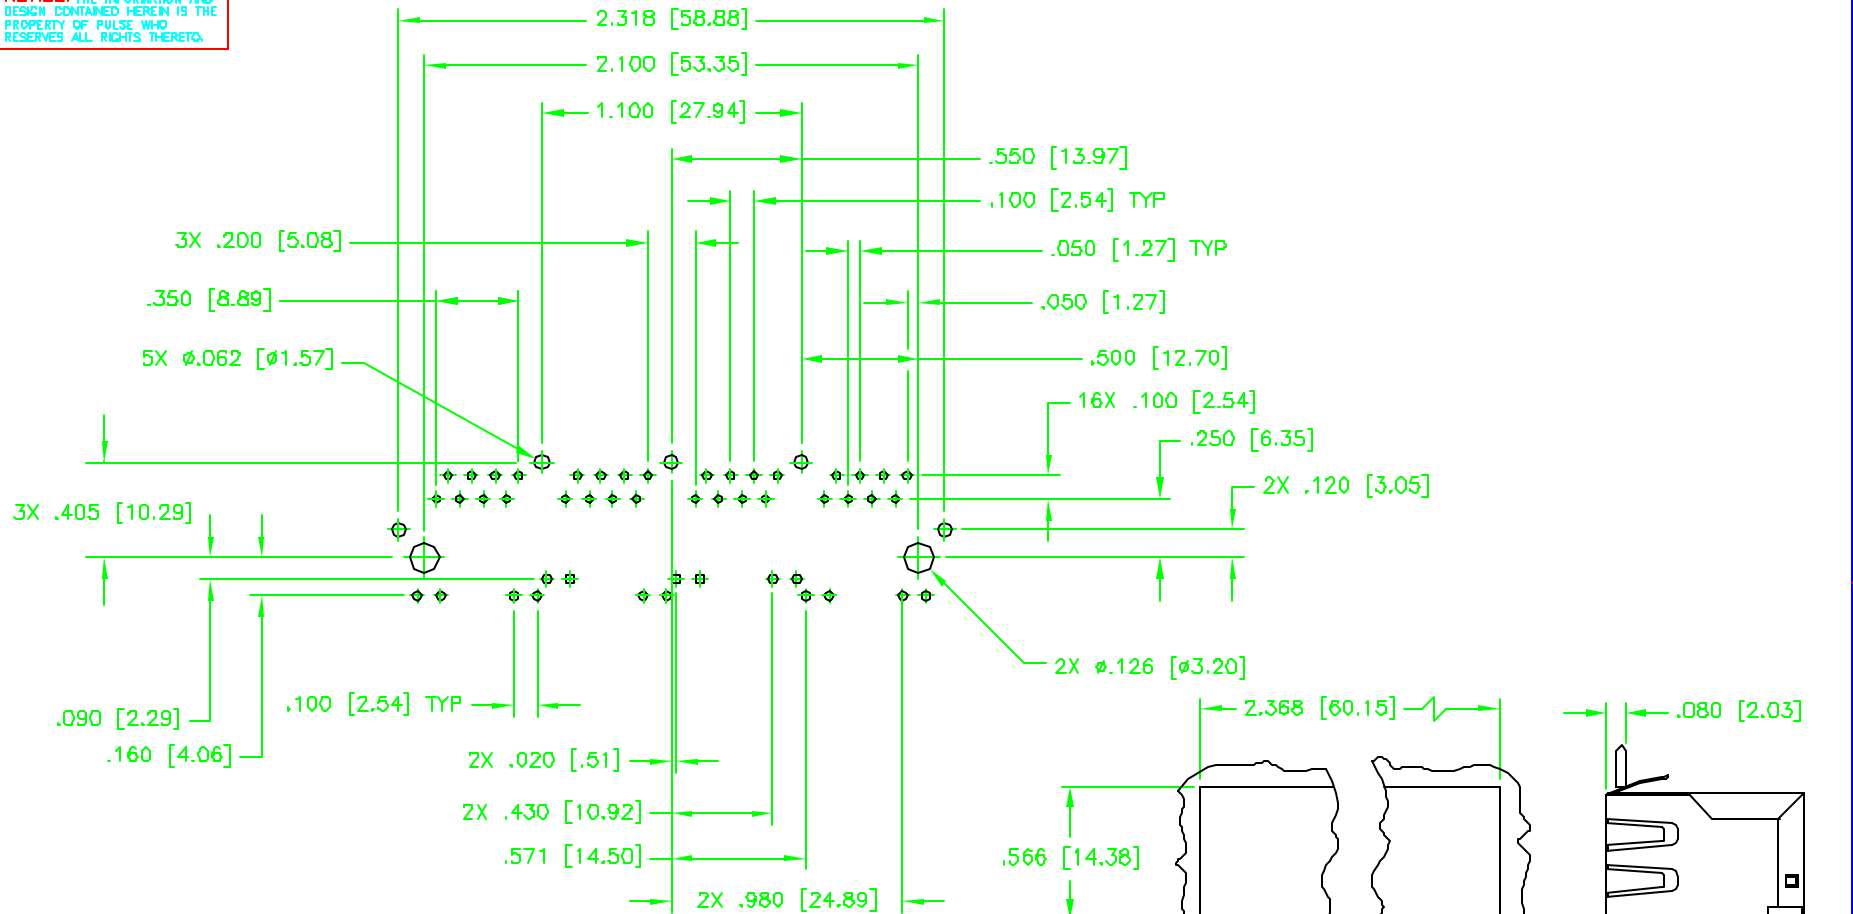 DESIGN CONTAINED HEREIN IS THE
PROPERTY OF PULSE WHO
RESERVES ALL RIGHTS THERETO.
2.318 [58.88]
2.100 [53.35]
1.100 [27.94]
.550 [13.97]
.100 [2.54] TYP
3X .200 [5.08]
.050 [1.27] TYP
.350 [8.89]
.050 [1.27]
5X ø.062 [ø1.57]
.500 [12.70]
16X .100 [2.54]
.250 [6.35]
2X .120 [3.05]
3X .405 [10.29]
2X ø.126 [ø3.20]
.100 [2.54] TYP
2.368 [60.15]
.080 [2.03]
.090 [2.29]
.160 [4.06]
2X .020 [.51]
2X .430 [10.92]
.571 [14.50]
.566 [14.38]
2X .980 [24.89]